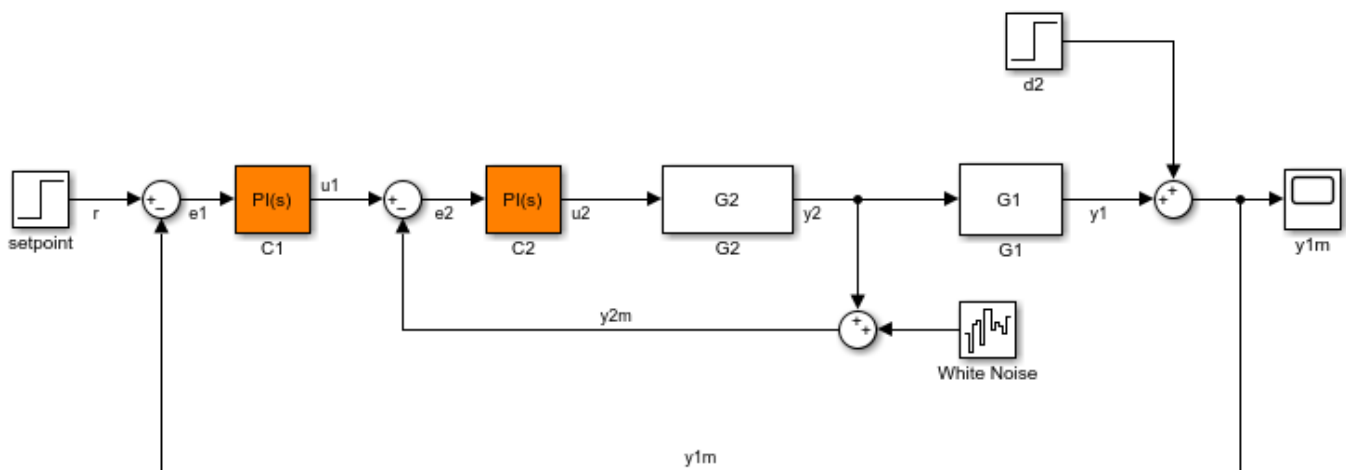 d2
setpoint
r
e1
PI(s)
C1
u1
e2
PI(s)
C2
u2
G2
G2
y2
G1
G1
y1
y1m
y2m
White Noise
y1m